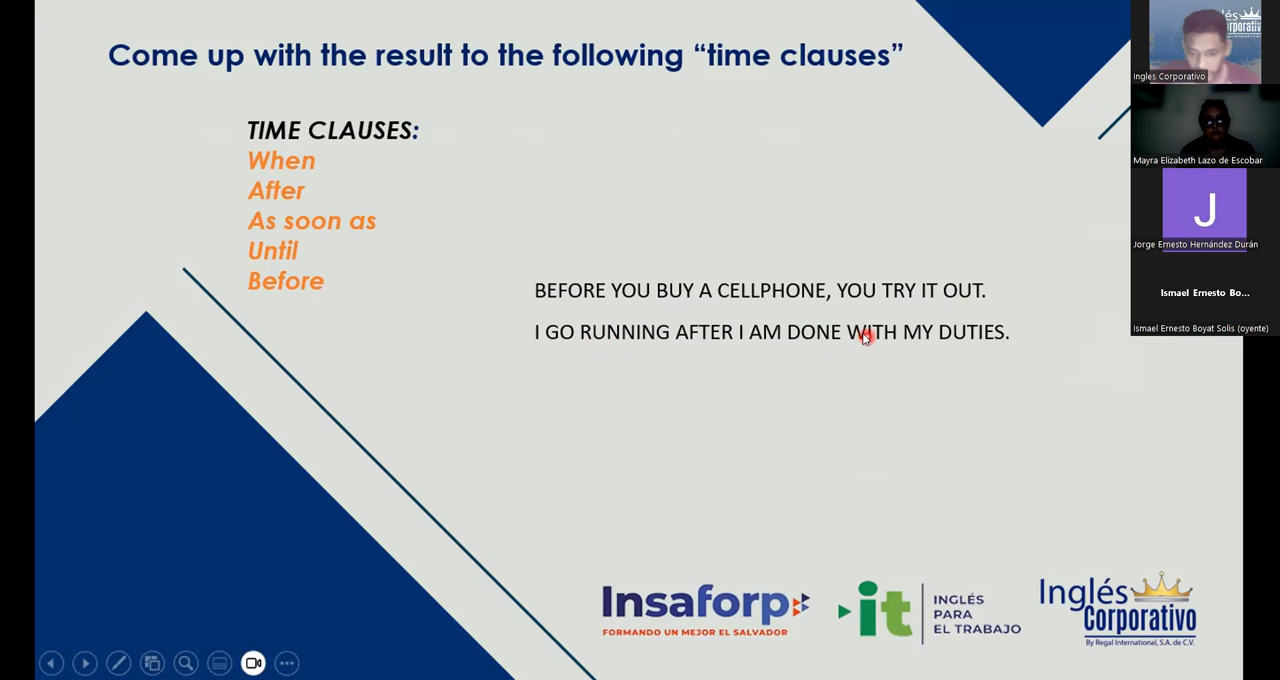 Come up with the result to the following “time clauses”
TIME CLAUSES:
When
After
As soon as
Until
Before
BEFORE YOU BUY A CELLPHONE, YOU TRY IT OUT.
I GO RUNNING AFTER I AM DONE WITH MY DUTIES.
Insaforp
FORMANDO UN MEJOR EL SALVADOR
it
INGLÉS
PARA
EL TRABAJO
Inglés
Corporativo
By Regal International, S.A. de C.V.
Ingles Corporativo
Mayra Elizabeth Lazo de Escobar
J
Jorge Ernesto Hernández Durán
Ismael Ernesto Bo...
Ismael Ernesto Boyat Solis (oyente)